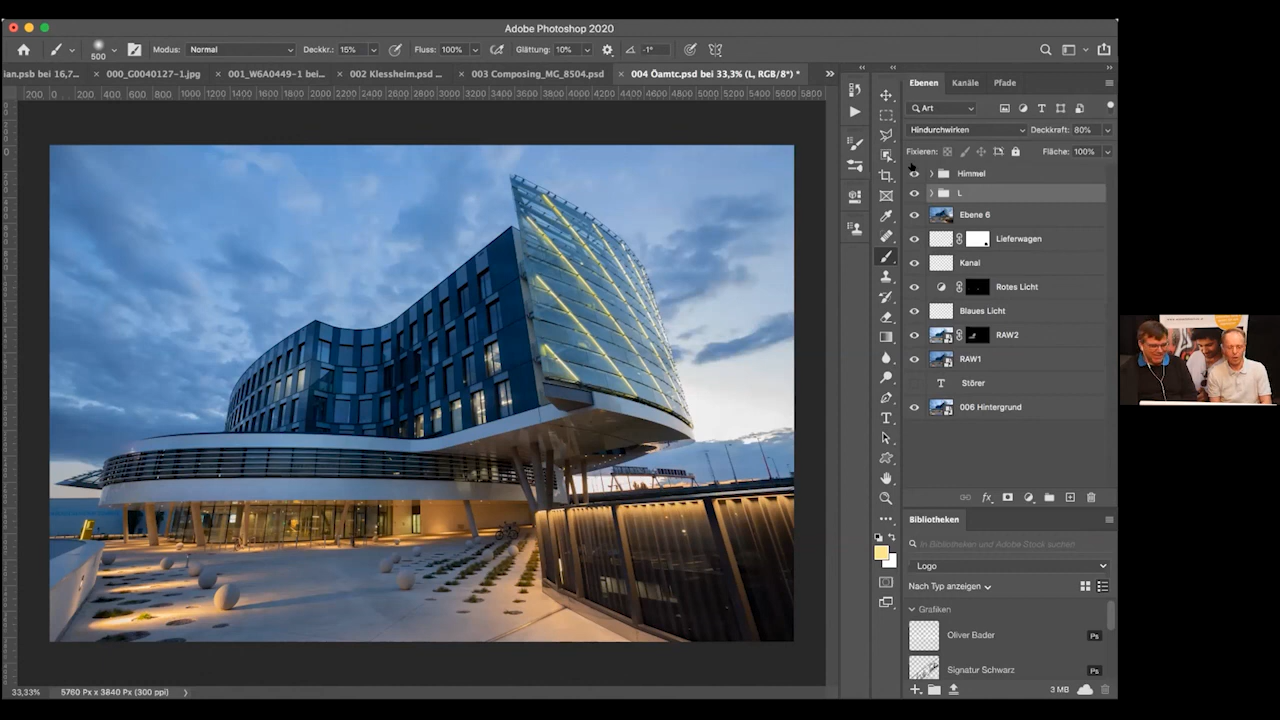 Adobe Photoshop 2020
500 Modus: Normal Deckkr.: 15% Fluss: 100% Glättung: 10% -1°
ian.psb bei 16,7... × 000_G0040127-1.jpg × 001_W6A0449-1 bei... × 002 Klessheim.psd ... × 003 Composing_MG_8504.psd × 004 Öamtc.psd bei 33,3% (L, RGB/8*) *
200 0 200 400 600 800 1000 1200 1400 1600 1800 2000 2200 2400 2600 2800 3000 3200 3400 3600 3800 4000 4200 4400 4600 4800 5000 5200 5400 5600 5800
Ebenen Kanäle Pfade
Art
Hindurchwirken Deckkraft: 80%
Fixieren: Fläche: 100%
Himmel
L
Ebene 6
Lieferwagen
Kanal
Rotes Licht
Blaues Licht
RAW2
RAW1
T Störer
006 Hintergrund
fx
Bibliotheken
In Bibliotheken und Adobe Stock suchen
Logo
Nach Typ anzeigen
Grafiken
Oliver Bader Ps
Signatur Schwarz Ps
3 MB
33,33% 5760 Px x 3840 Px (300 ppi)